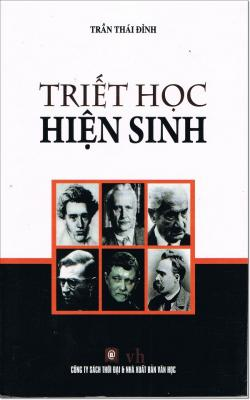 TRẦN THÁI ĐỈNH
TRIẾT HỌC
HIỆN SINH
@ vh
CÔNG TY SÁCH THỜI ĐẠI & NHÀ XUẤT BẢN VĂN HỌC